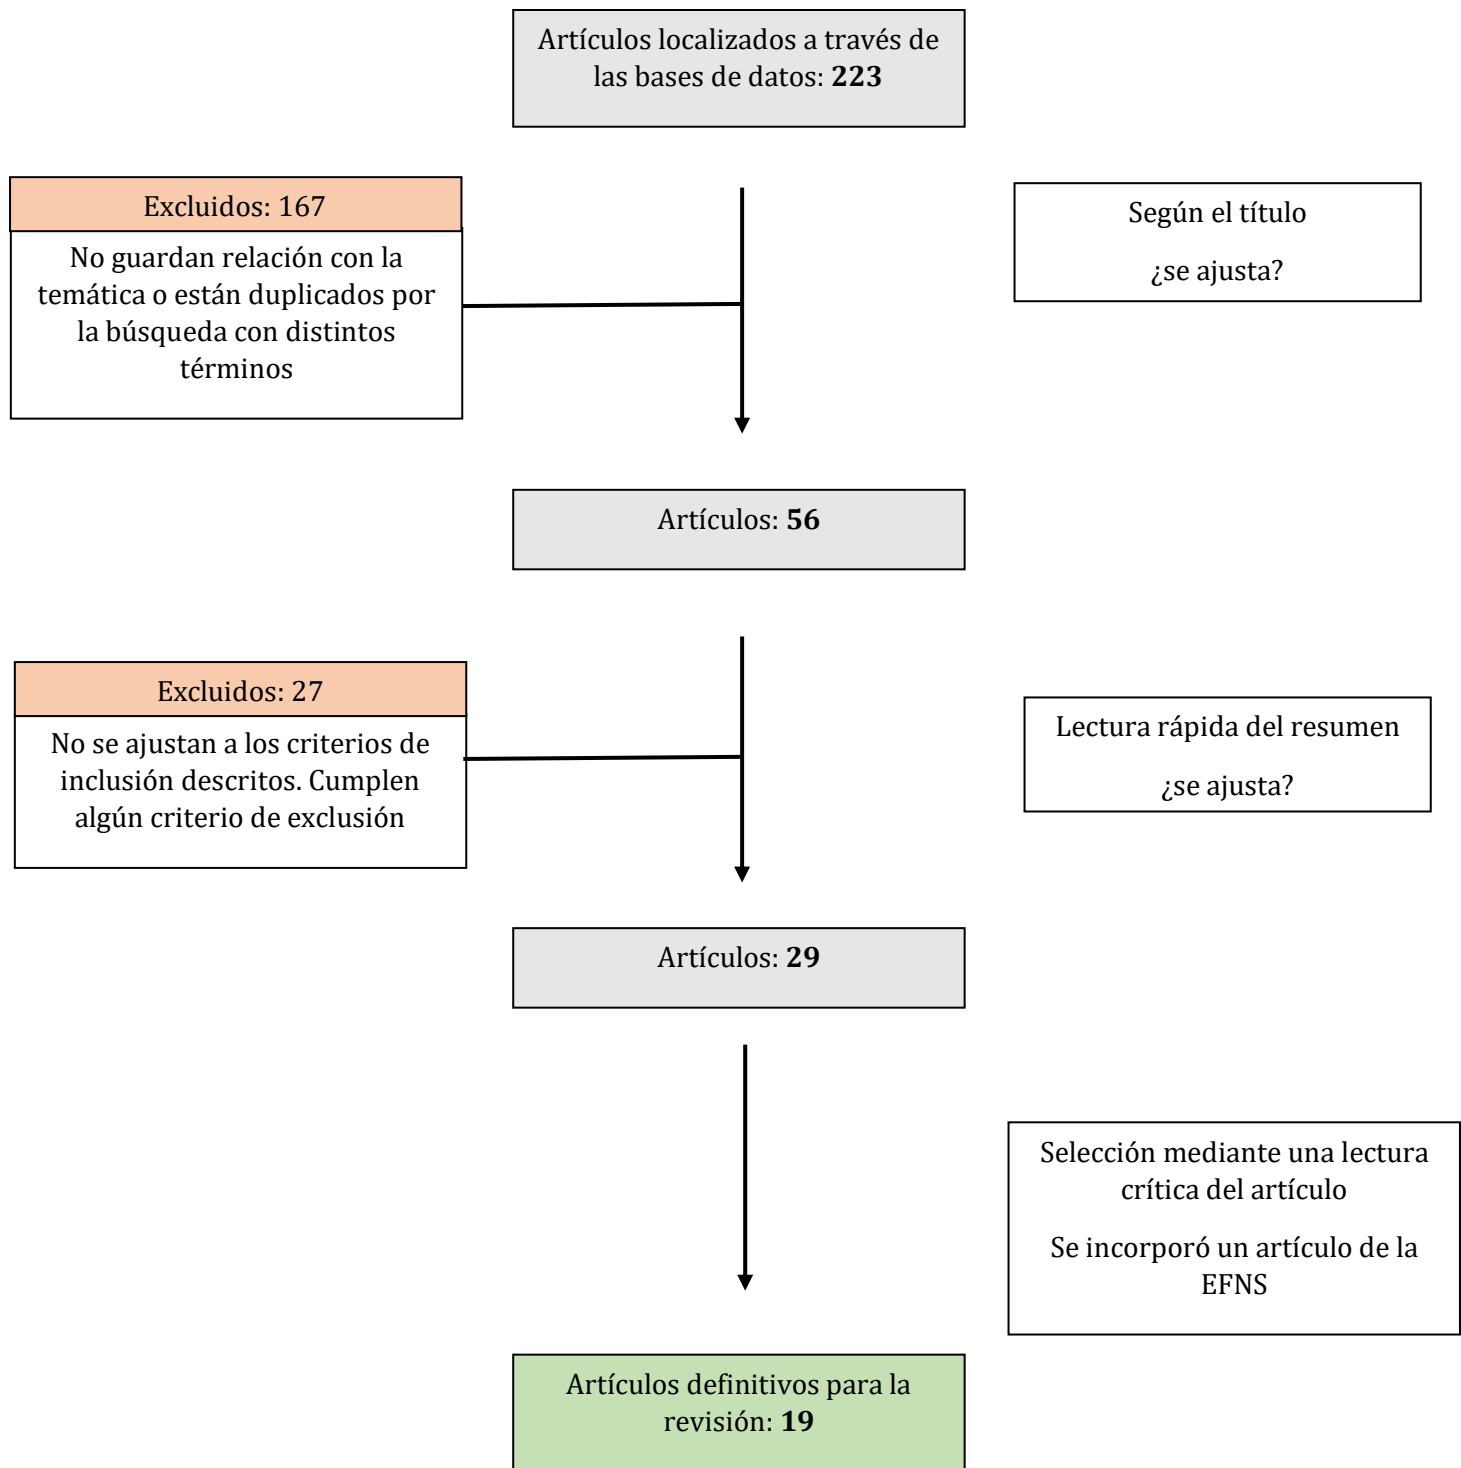 Artículos localizados a través de
las bases de datos: 223
Excluidos: 167
No guardan relación con la
temática o están duplicados por
la búsqueda con distintos
términos
Según el título
¿se ajusta?
Artículos: 56
Excluidos: 27
No se ajustan a los criterios de
inclusión descritos. Cumplen
algún criterio de exclusión
Lectura rápida del resumen
¿se ajusta?
Artículos: 29
Selección mediante una lectura
crítica del artículo
Se incorporó un artículo de la
EFNS
Artículos definitivos para la
revisión: 19